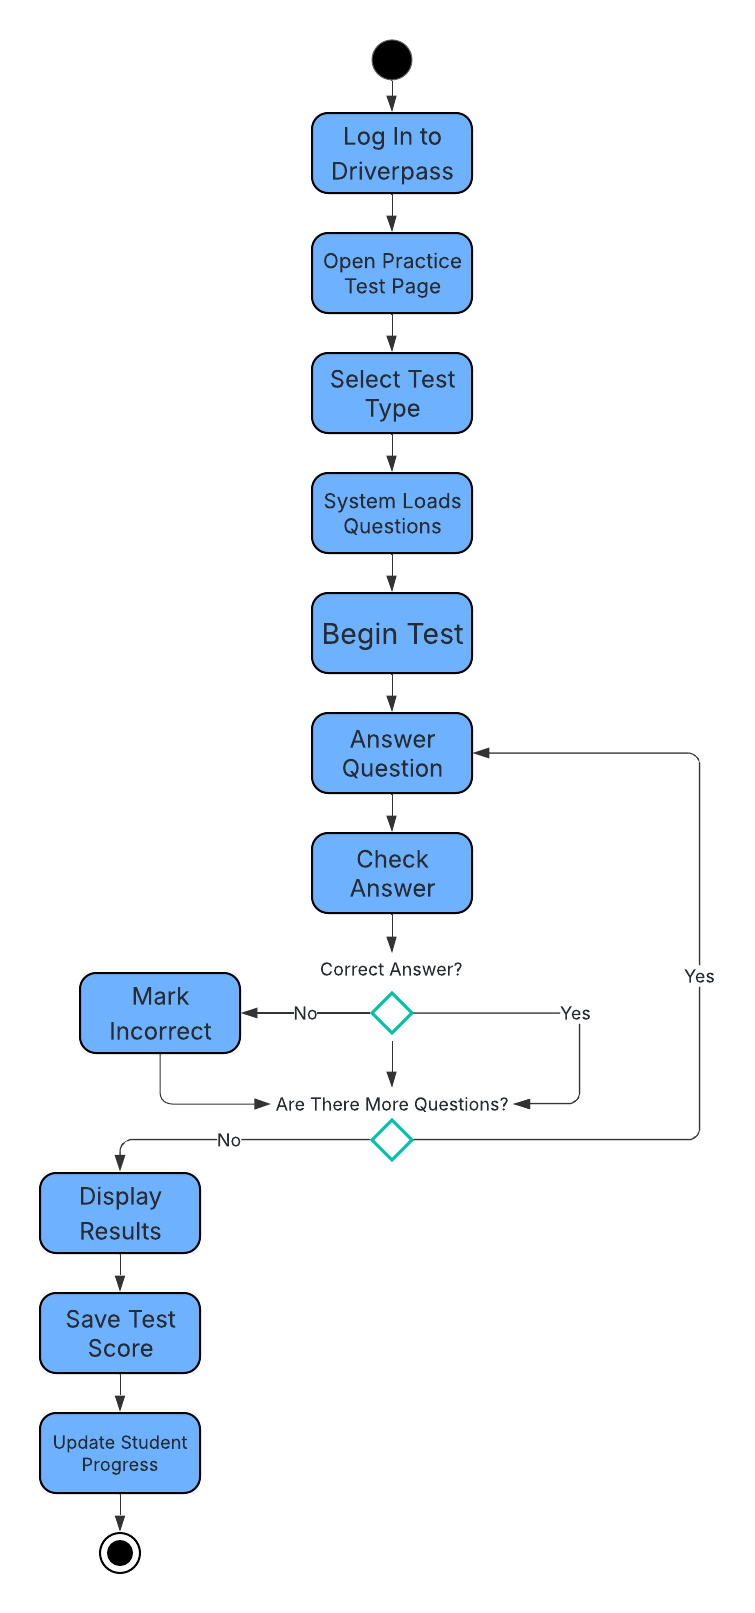 Log In to
Driverpass
Open Practice
Test Page
Select Test
Type
System Loads
Questions
Begin Test
Answer
Question
Check
Answer
Correct Answer?
Mark
Incorrect
No
Yes
Yes
Are There More Questions?
No
Display
Results
Save Test
Score
Update Student
Progress